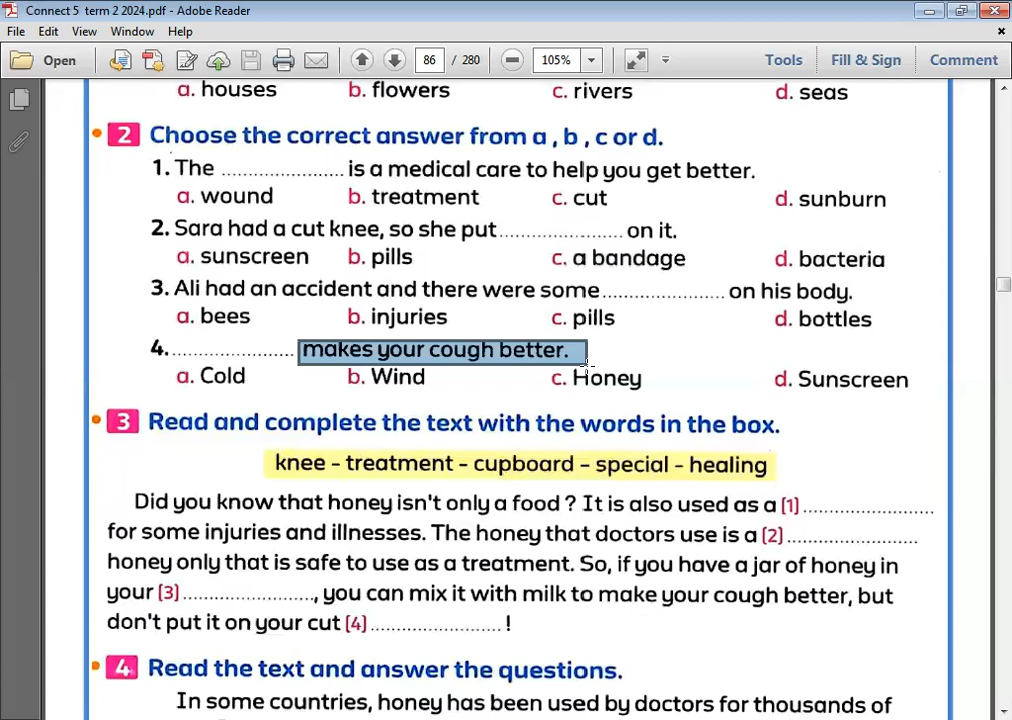 Connect 5 term 2 2024.pdf - Adobe Reader
File Edit View Window Help
Open 86 / 280 105% Tools Fill & Sign Comment
a. houses b. flowers c. rivers d. seas
2 Choose the correct answer from a , b , c or d.
1. The ...................... is a medical care to help you get better.
a. wound b. treatment c. cut d. sunburn
2. Sara had a cut knee, so she put ...................... on it.
a. sunscreen b. pills c. a bandage d. bacteria
3. Ali had an accident and there were some ...................... on his body.
a. bees b. injuries c. pills d. bottles
4. ...................... makes your cough better.
a. Cold b. Wind c. Honey d. Sunscreen
3 Read and complete the text with the words in the box.
knee - treatment - cupboard - special - healing
Did you know that honey isn't only a food ? It is also used as a [1] ......................
for some injuries and illnesses. The honey that doctors use is a [2] ......................
honey only that is safe to use as a treatment. So, if you have a jar of honey in
your [3] ......................, you can mix it with milk to make your cough better, but
don't put it on your cut [4] ...................... !
4 Read the text and answer the questions.
In some countries, honey has been used by doctors for thousands of